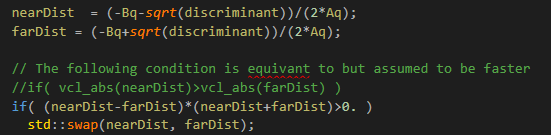 nearDist  = (-Bq-sqrt(discriminant))/(2*Aq);
farDist = (-Bq+sqrt(discriminant))/(2*Aq);
// The following condition is equivant to but assumed to be faster
//if( vcl_abs(nearDist)>vcl_abs(farDist) )
if( (nearDist-farDist)*(nearDist+farDist)>0. )
  std::swap(nearDist, farDist);